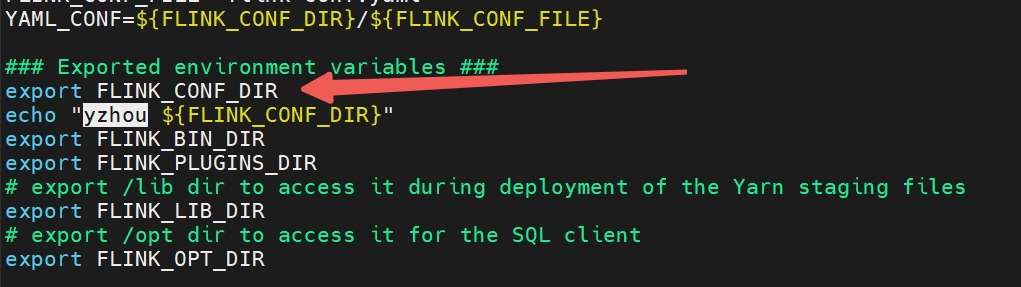 YAML_CONF=${FLINK_CONF_DIR}/${FLINK_CONF_FILE}
### Exported environment variables ###
export FLINK_CONF_DIR
echo "yzhou ${FLINK_CONF_DIR}"
export FLINK_BIN_DIR
export FLINK_PLUGINS_DIR
# export /lib dir to access it during deployment of the Yarn staging files
export FLINK_LIB_DIR
# export /opt dir to access it for the SQL client
export FLINK_OPT_DIR